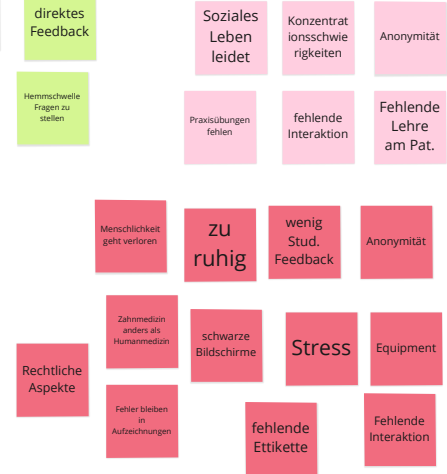 direktes
Feedback
Soziales
Leben
leidet
Konzentrat
ionsschwie
rigkeiten
Anonymität
Hemmschwelle
Fragen zu
stellen
Praxisübungen
fehlen
fehlende
Interaktion
Fehlende
Lehre
am Pat.
Menschlichkeit
geht verloren
zu
ruhig
wenig
Stud.
Feedback
Anonymität
Zahnmedizin
anders als
Humanmedizin
schwarze
Bildschirme
Stress
Equipment
Rechtliche
Aspekte
Fehler bleiben
in
Aufzeichnungen
fehlende
Ettikette
Fehlende
Interaktion